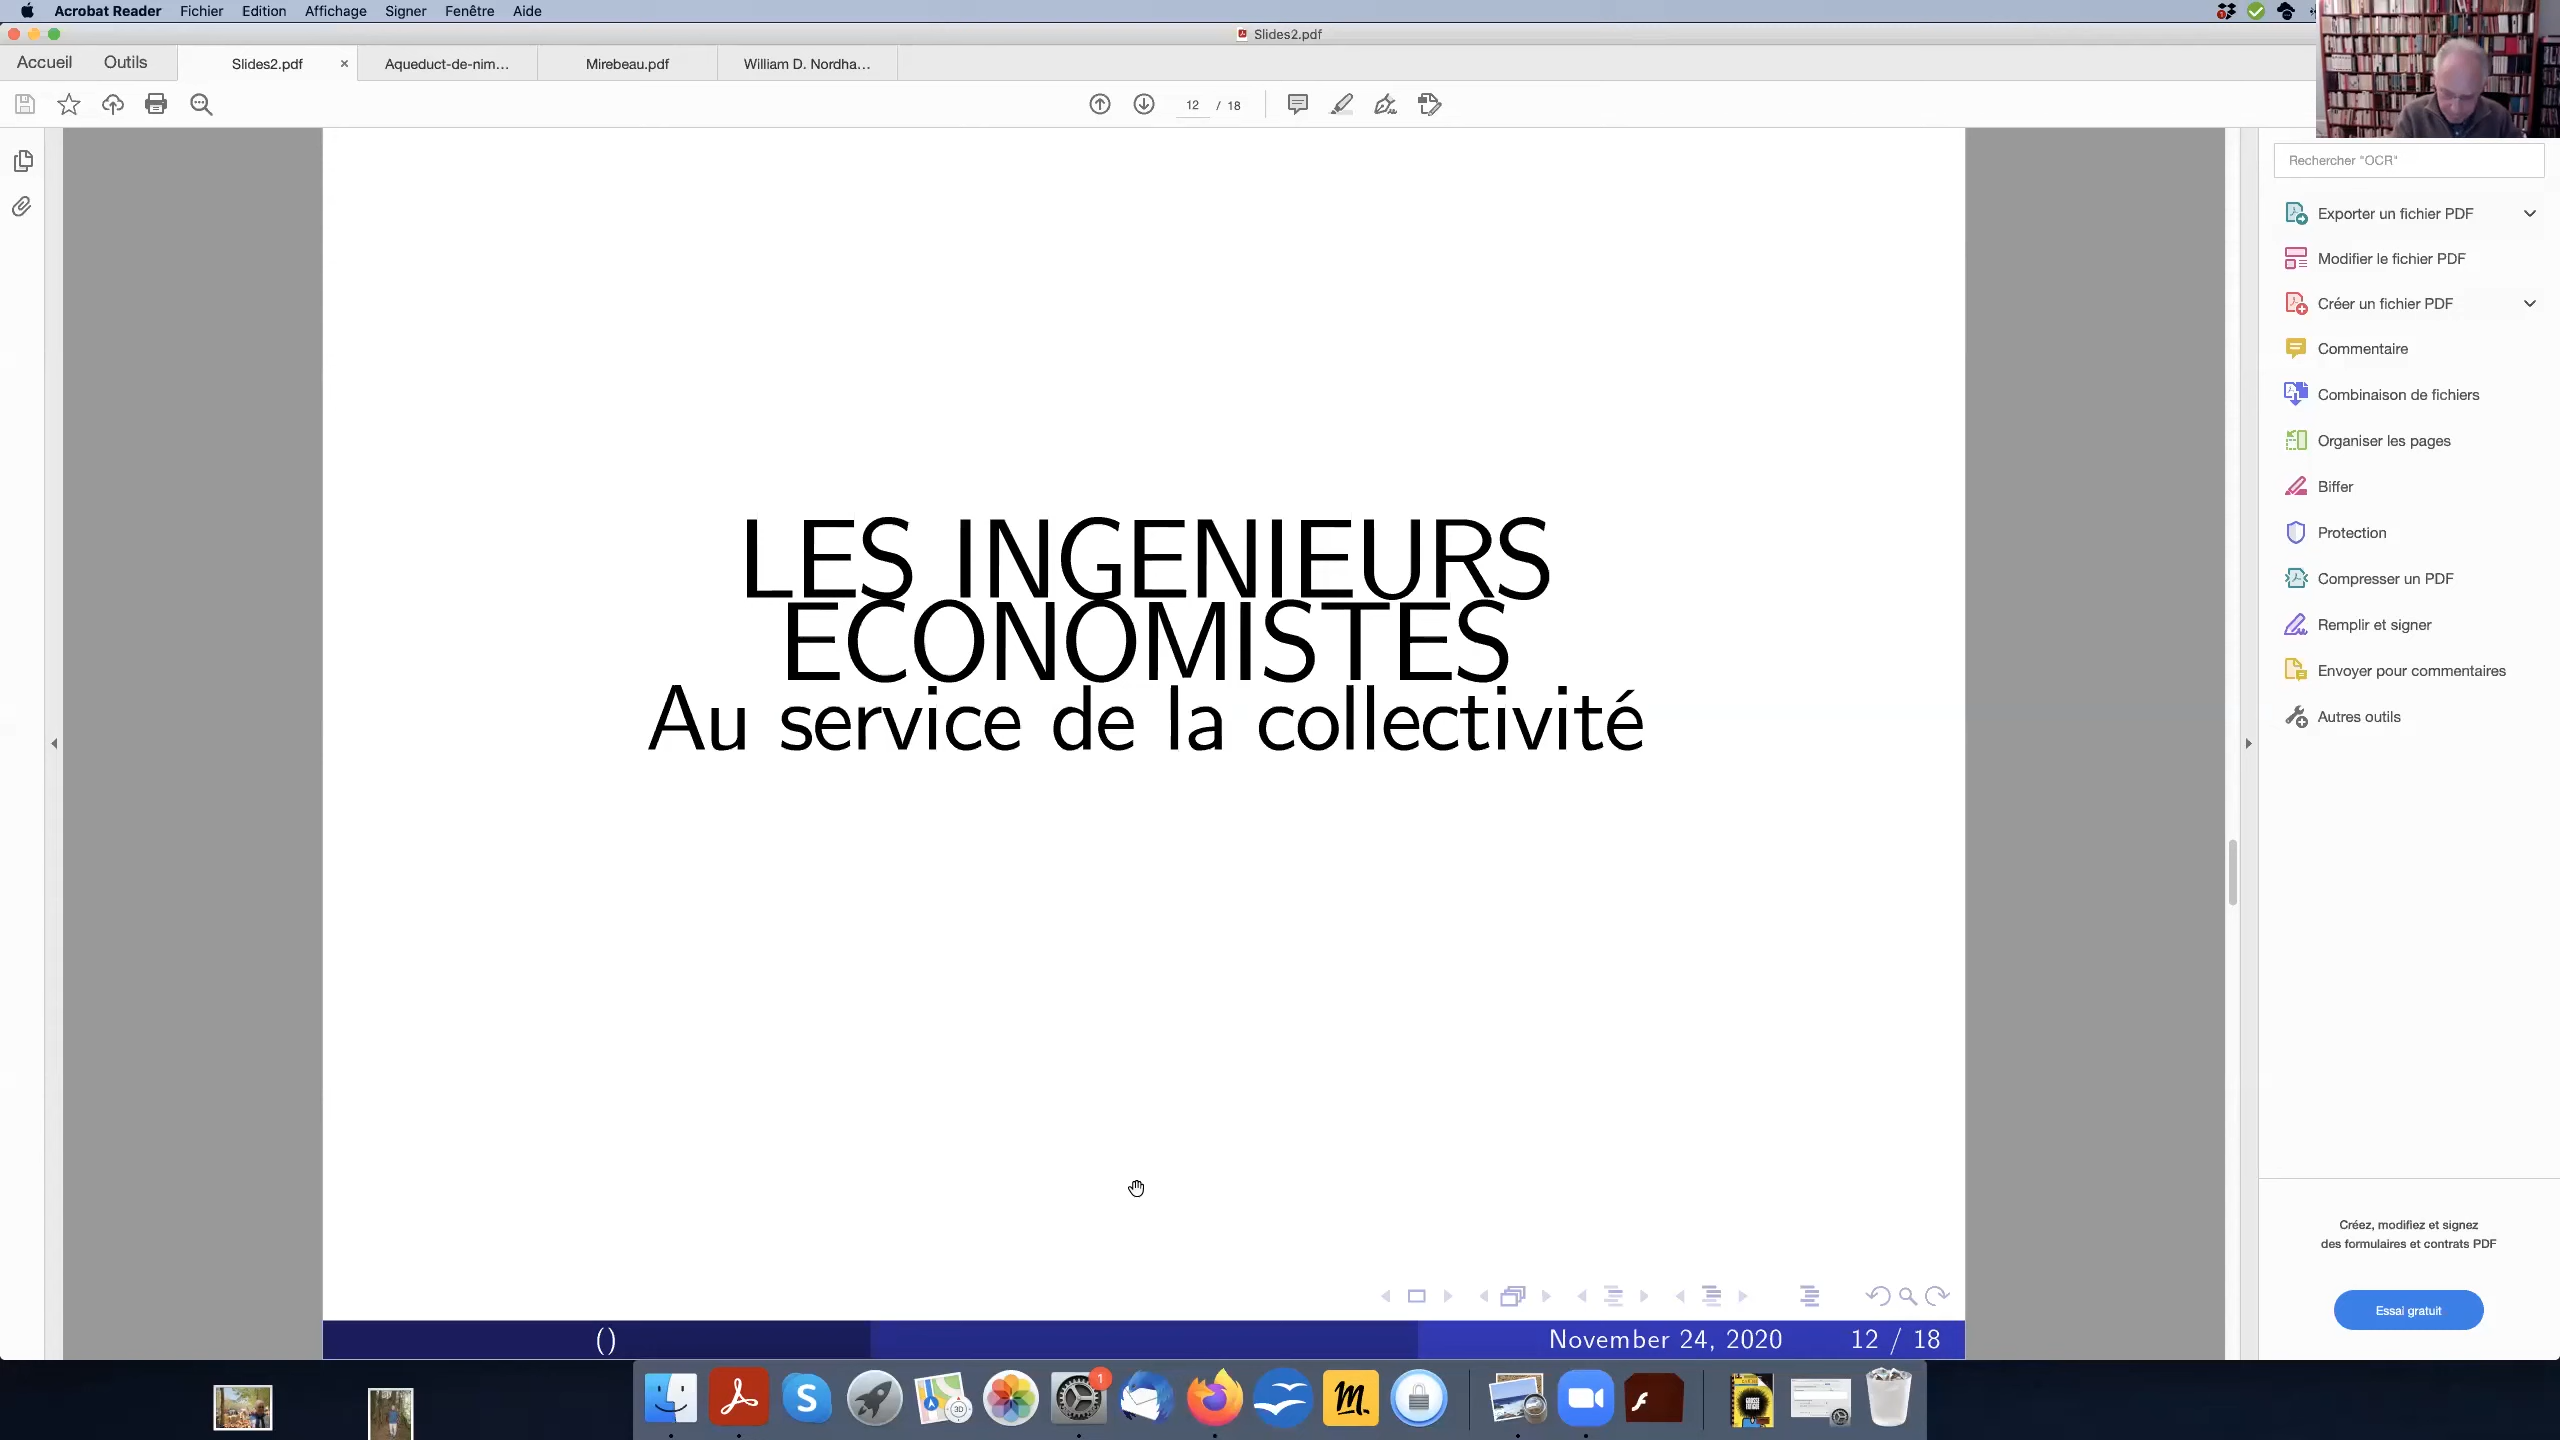 Acrobat Reader Fichier Edition Affichage Signer Fenêtre Aide
Slides2.pdf
Accueil Outils Slides2.pdf × Aqueduct-de-nim... Mirebeau.pdf William D. Nordha...
12 / 18
Rechercher "OCR"
Exporter un fichier PDF
Modifier le fichier PDF
Créer un fichier PDF
Commentaire
Combinaison de fichiers
Organiser les pages
Biffer
Protection
Compresser un PDF
Remplir et signer
Envoyer pour commentaires
Autres outils
LES INGENIEURS
ECONOMISTES
Au service de la collectivité
Créez, modifiez et signez
des formulaires et contrats PDF
Essai gratuit
() November 24, 2020 12 / 18
1
3D
S
m.